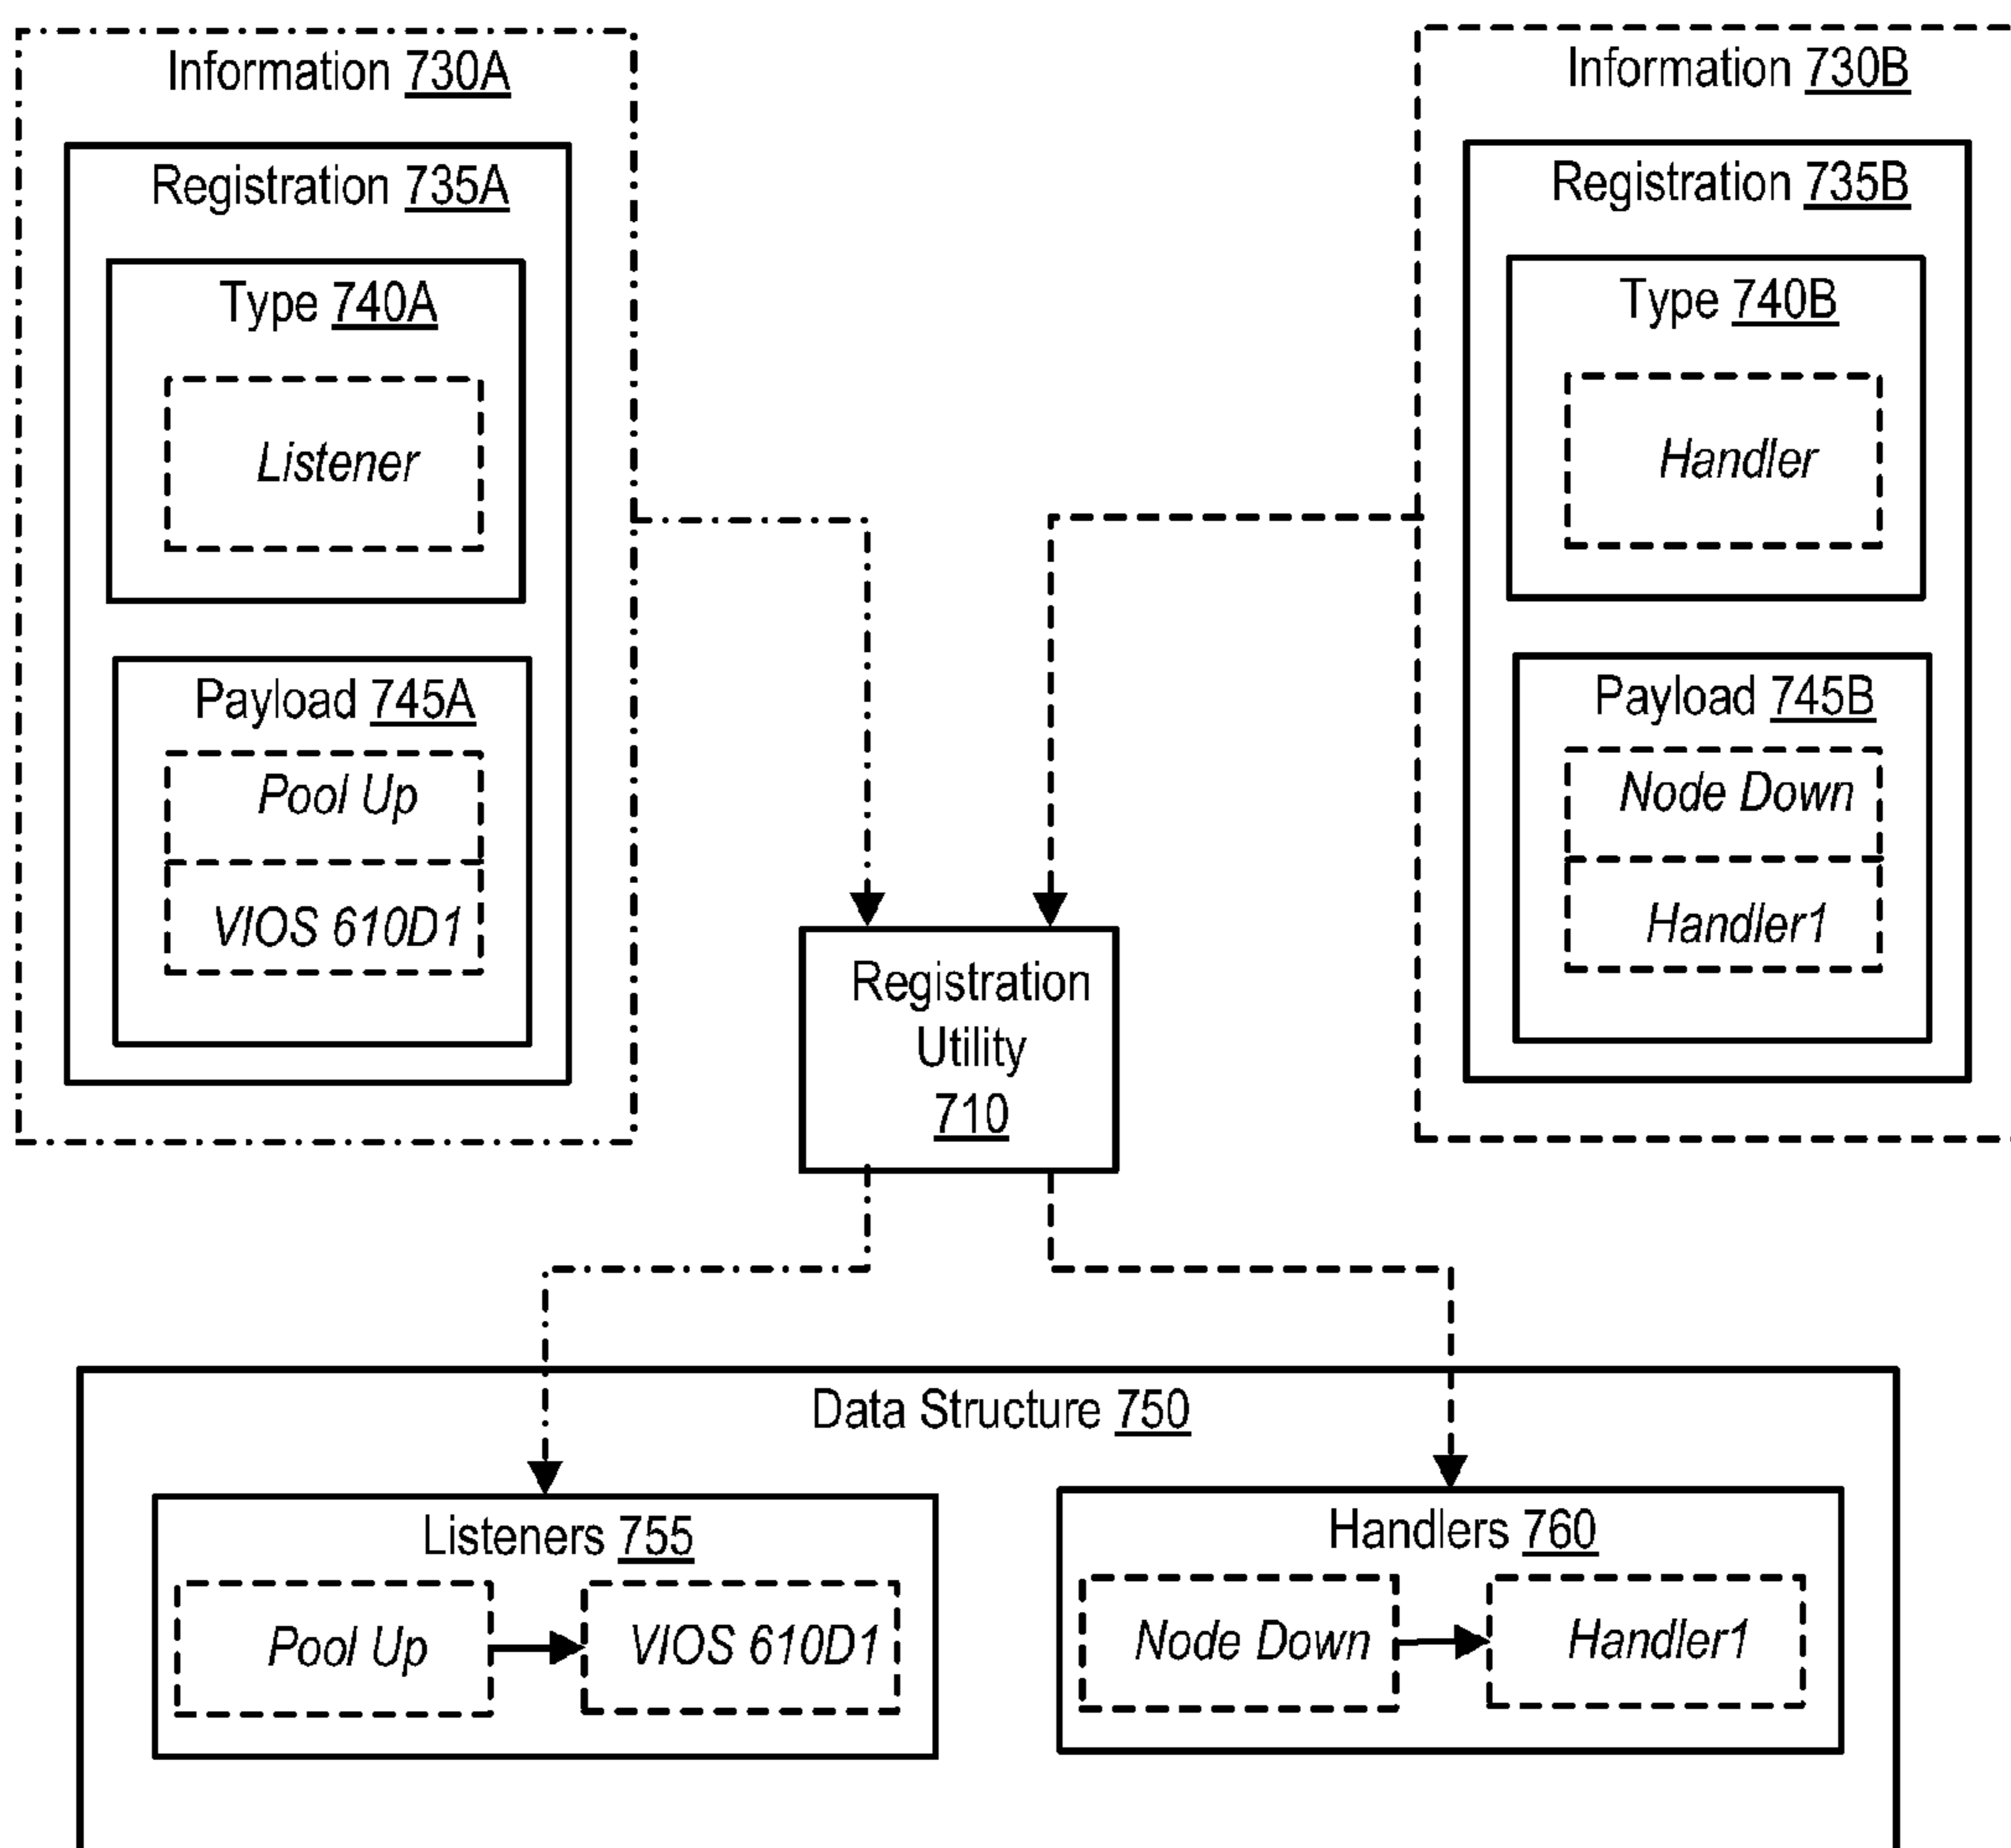 Information 730A
Registration 735A
Type 740A
Listener
Payload 745A
Pool Up
VIOS 610D1
Information 730B
Registration 735B
Type 740B
Handler
Payload 745B
Node Down
Handler1
Registration
Utility
710
Data Structure 750
Listeners 755
Pool Up
VIOS 610D1
Handlers 760
Node Down
Handler1